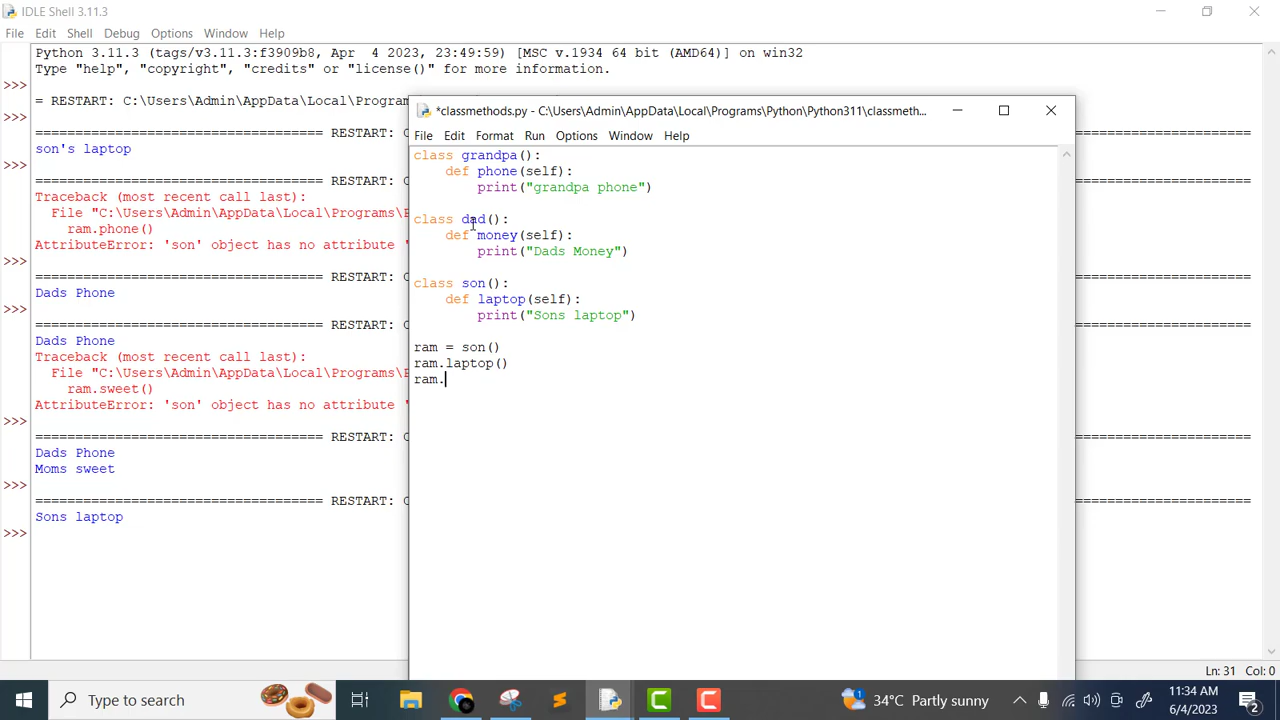 IDLE Shell 3.11.3
File Edit Shell Debug Options Window Help
Python 3.11.3 (tags/v3.11.3:f3909b8, Apr  4 2023, 23:49:59) [MSC v.1934 64 bit (AMD64)] on win32
Type "help", "copyright", "credits" or "license()" for more information.
>>>
= RESTART: C:\Users\Admin\AppData\Local\Program
>>>
==================================== RESTART: C
son's laptop
>>>
==================================== RESTART: C
Traceback (most recent call last):
File "C:\Users\Admin\AppData\Local\Programs\
ram.phone()
AttributeError: 'son' object has no attribute '
>>>
==================================== RESTART: C
Dads Phone
>>>
==================================== RESTART: C
Dads Phone
Traceback (most recent call last):
File "C:\Users\Admin\AppData\Local\Programs\
ram.sweet()
AttributeError: 'son' object has no attribute '
>>>
==================================== RESTART: C
Dads Phone
Moms sweet
>>>
==================================== RESTART: C
Sons laptop
>>>
*classmethods.py - C:\Users\Admin\AppData\Local\Programs\Python\Python311\classmeth...
File Edit Format Run Options Window Help
class grandpa():
    def phone(self):
        print("grandpa phone")
class dad():
    def money(self):
        print("Dads Money")
class son():
    def laptop(self):
        print("Sons laptop")
ram = son()
ram.laptop()
ram.
Ln: 31 Col: 0
Type to search
34°C Partly sunny
11:34 AM
6/4/2023
2